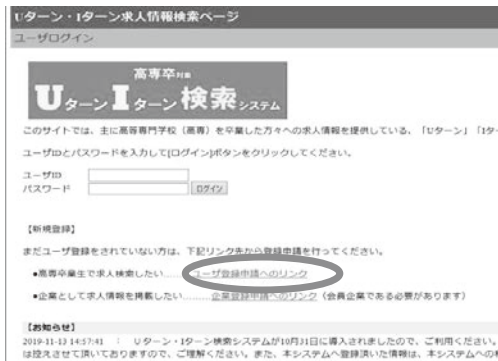 Uターン・Iターン求人情報検索ページ
ユーザログイン
高専卒対象
UターンIターン検索システム
このサイトでは、主に高等専門学校（高専）を卒業した方々への求人情報を提供している、「Uターン」「Iター
ユーザIDとパスワードを入力して[ログイン]ボタンをクリックしてください。
ユーザID
パスワード ログイン
【新規登録】
まだユーザ登録をされていない方は、下記リンク先から登録申請を行ってください。
●高専卒業生で求人検索したい……ユーザ登録申請へのリンク
●企業として求人情報を掲載したい……企業登録申請へのリンク（会員企業である必要があります）
【お知らせ】
2019-11-13 14:57:41 ： Uターン・Iターン検索システムが10月31日に導入されましたので、ご利用ください。
は控えさせて頂いておりますので、ご理解ください。また、本システムへ登録頂いた情報は、本システムへの